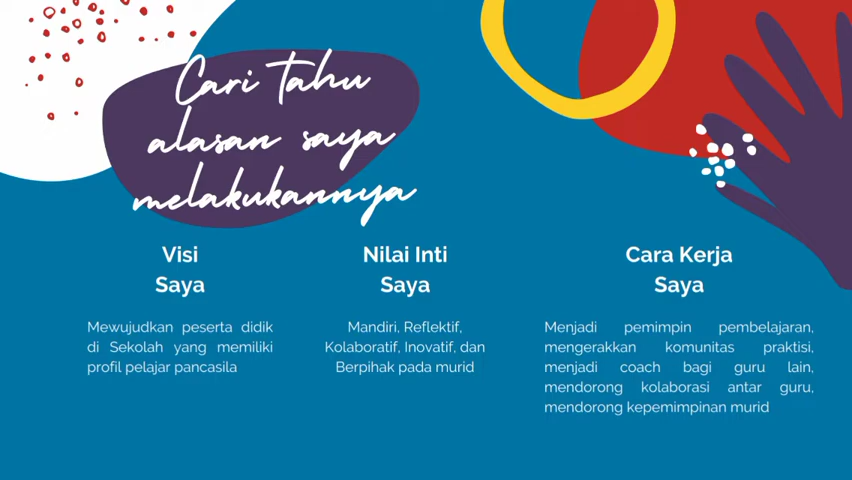 Cari tahu
alasan saya
melakukannya
Visi
Saya
Mewujudkan peserta didik
di Sekolah yang memiliki
profil pelajar pancasila
Nilai Inti
Saya
Mandiri, Reflektif,
Kolaboratif, Inovatif, dan
Berpihak pada murid
Cara Kerja
Saya
Menjadi pemimpin pembelajaran,
mengerakkan komunitas praktisi,
menjadi coach bagi guru lain,
mendorong kolaborasi antar guru,
mendorong kepemimpinan murid